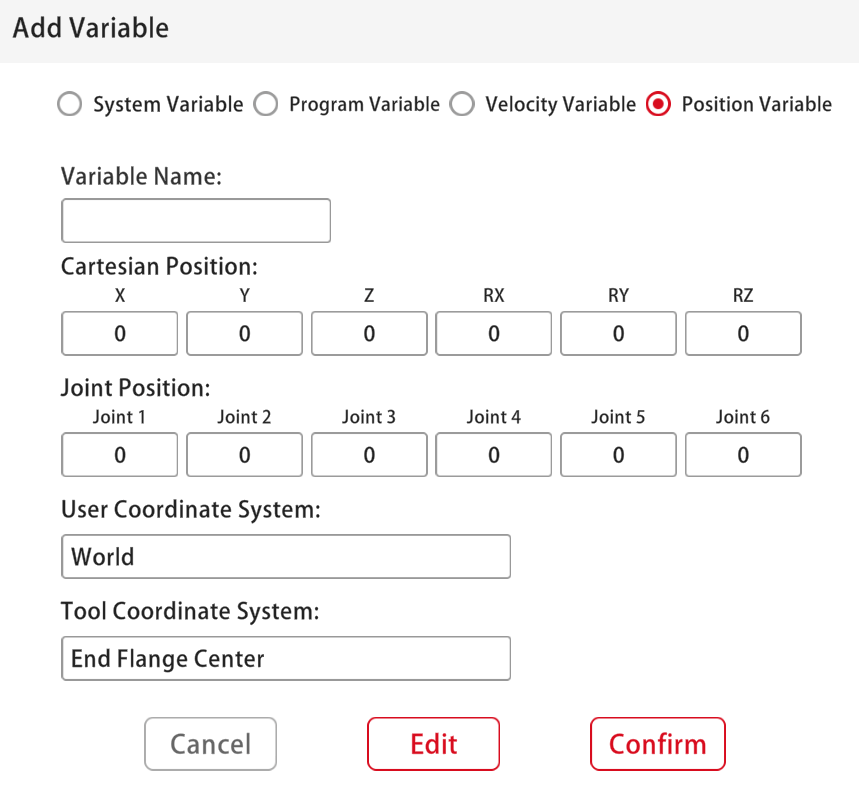 Add Variable
System Variable Program Variable Velocity Variable Position Variable
Variable Name:
Cartesian Position:
X Y Z RX RY RZ
0 0 0 0 0 0
Joint Position:
Joint 1 Joint 2 Joint 3 Joint 4 Joint 5 Joint 6
0 0 0 0 0 0
User Coordinate System:
World
Tool Coordinate System:
End Flange Center
Cancel Edit Confirm